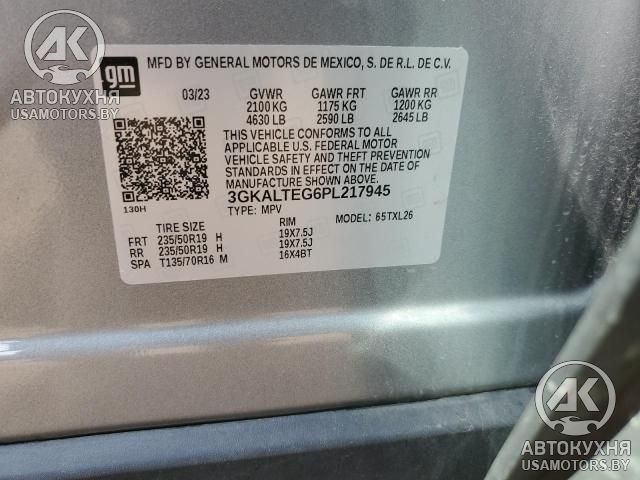 gm
MFD BY GENERAL MOTORS DE MEXICO, S. DE R.L. DE C.V.
03/23 GVWR GAWR FRT GAWR RR
2100 KG 1175 KG 1200 KG
4630 LB 2590 LB 2645 LB
THIS VEHICLE CONFORMS TO ALL
APPLICABLE U.S. FEDERAL MOTOR
VEHICLE SAFETY AND THEFT PREVENTION
STANDARDS IN EFFECT ON THE DATE OF
MANUFACTURE SHOWN ABOVE.
3GKALTEG6PL217945
130H
TYPE: MPV MODEL: 65TXL26
TIRE SIZE RIM
FRT 235/50R19 H 19X7.5J
RR 235/50R19 H 19X7.5J
SPA T135/70R16 M 16X4BT
АК
АВТОКУХНЯ
USAMOTORS.BY
АК
АВТОКУХНЯ
USAMOTORS.BY